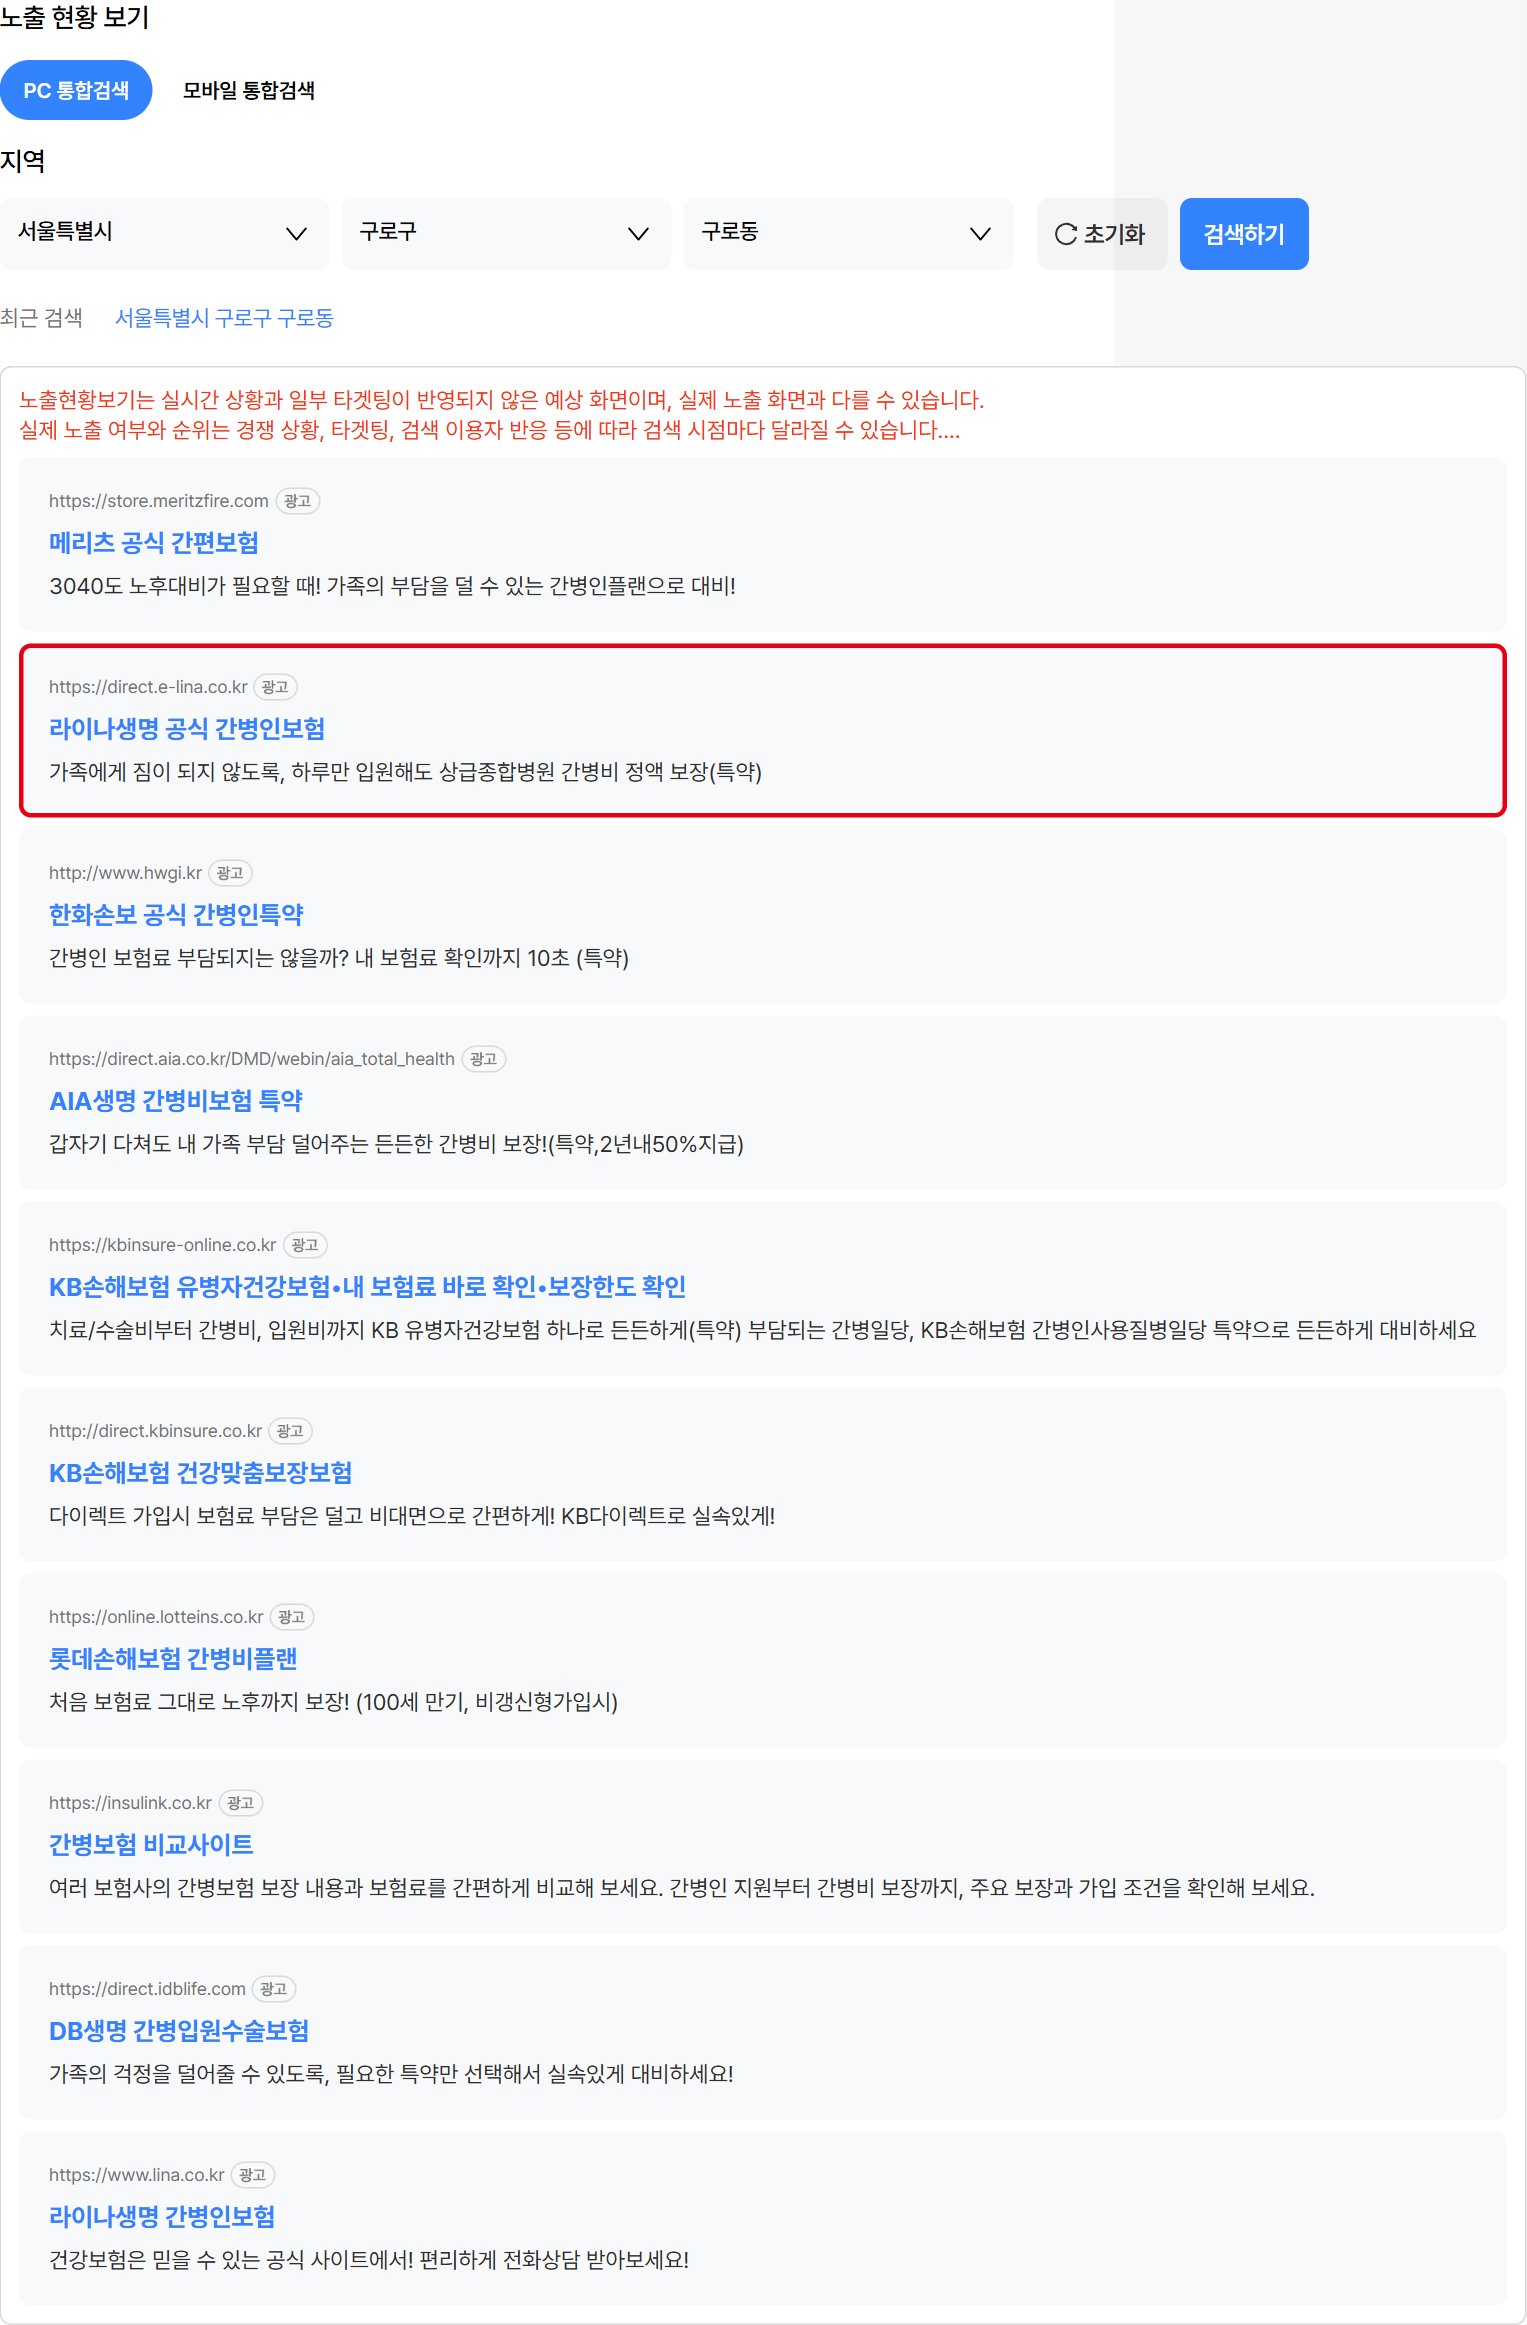 노출 현황 보기
PC 통합검색 모바일 통합검색
지역
서울특별시 구로구 구로동 초기화 검색하기
최근 검색 서울특별시 구로구 구로동
노출현황보기는 실시간 상황과 일부 타겟팅이 반영되지 않은 예상 화면이며, 실제 노출 화면과 다를 수 있습니다.
실제 노출 여부와 순위는 경쟁 상황, 타겟팅, 검색 이용자 반응 등에 따라 검색 시점마다 달라질 수 있습니다....
https://store.meritzfire.com 광고
메리츠 공식 간편보험
3040도 노후대비가 필요할 때! 가족의 부담을 덜 수 있는 간병인플랜으로 대비!
https://direct.e-lina.co.kr 광고
라이나생명 공식 간병인보험
가족에게 짐이 되지 않도록, 하루만 입원해도 상급종합병원 간병비 정액 보장(특약)
http://www.hwgi.kr 광고
한화손보 공식 간병인특약
간병인 보험료 부담되지는 않을까? 내 보험료 확인까지 10초 (특약)
https://direct.aia.co.kr/DMD/webin/aia_total_health 광고
AIA생명 간병비보험 특약
갑자기 다쳐도 내 가족 부담 덜어주는 든든한 간병비 보장!(특약,2년내50%지급)
https://kbinsure-online.co.kr 광고
KB손해보험 유병자건강보험•내 보험료 바로 확인•보장한도 확인
치료/수술비부터 간병비, 입원비까지 KB 유병자건강보험 하나로 든든하게(특약) 부담되는 간병일당, KB손해보험 간병인사용질병일당 특약으로 든든하게 대비하세요
http://direct.kbinsure.co.kr 광고
KB손해보험 건강맞춤보장보험
다이렉트 가입시 보험료 부담은 덜고 비대면으로 간편하게! KB다이렉트로 실속있게!
https://online.lotteins.co.kr 광고
롯데손해보험 간병비플랜
처음 보험료 그대로 노후까지 보장! (100세 만기, 비갱신형가입시)
https://insulink.co.kr 광고
간병보험 비교사이트
여러 보험사의 간병보험 보장 내용과 보험료를 간편하게 비교해 보세요. 간병인 지원부터 간병비 보장까지, 주요 보장과 가입 조건을 확인해 보세요.
https://direct.idblife.com 광고
DB생명 간병입원수술보험
가족의 걱정을 덜어줄 수 있도록, 필요한 특약만 선택해서 실속있게 대비하세요!
https://www.lina.co.kr 광고
라이나생명 간병인보험
건강보험은 믿을 수 있는 공식 사이트에서! 편리하게 전화상담 받아보세요!